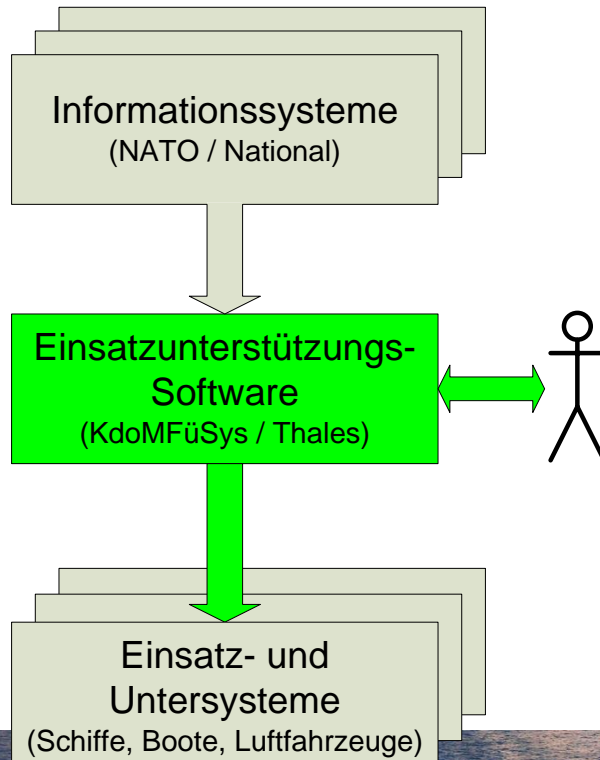 Informationssysteme
(NATO / National)
Einsatzunterstützungs-
Software
(KdoMFüSys / Thales)
Einsatz- und
Untersysteme
(Schiffe, Boote, Luftfahrzeuge)